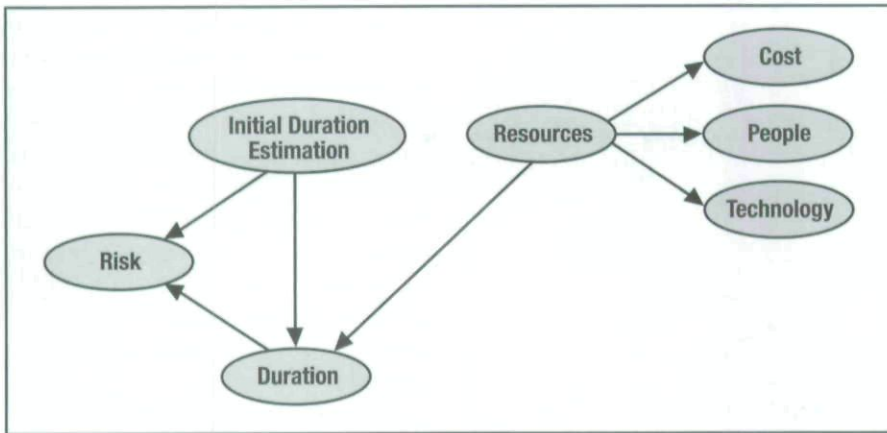 Cost
Initial Duration
Estimation
Resources
People
Technology
Risk
Duration